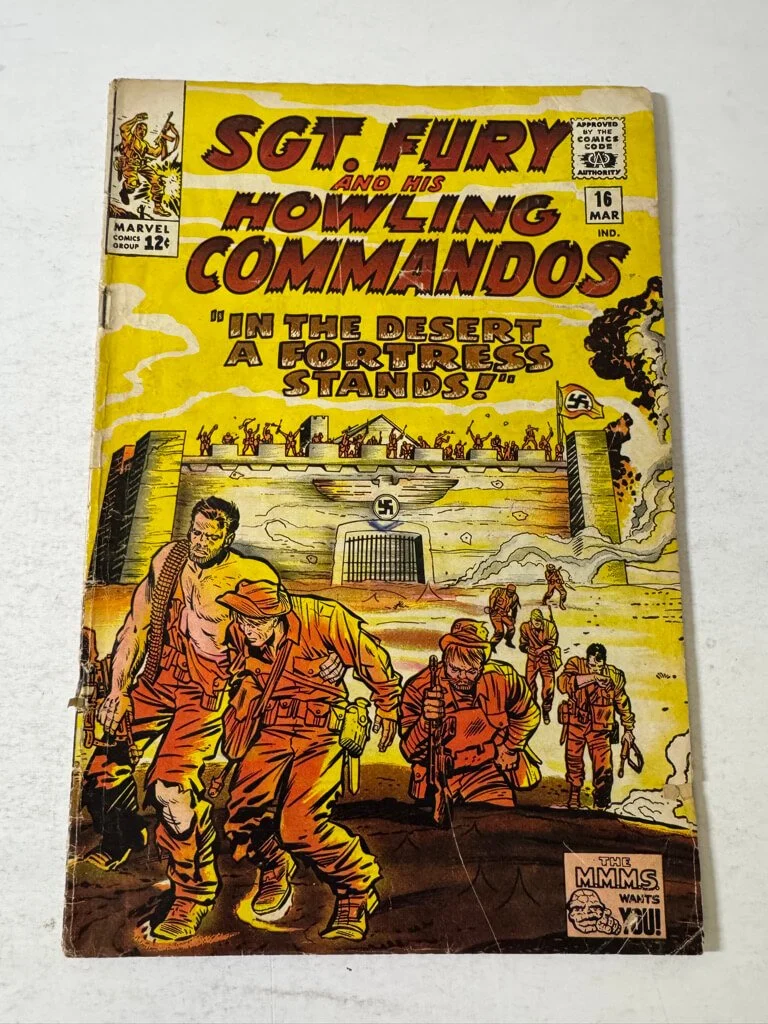 SGT. FURY
AND HIS
HOWLING
COMMANDOS
MARVEL
COMICS
GROUP 12¢
APPROVED
BY THE
COMICS
CODE
CA
AUTHORITY
16
MAR
IND.
"IN THE DESERT
A FORTRESS
STANDS!"
THE
M.M.M.S.
WANTS
YOU!